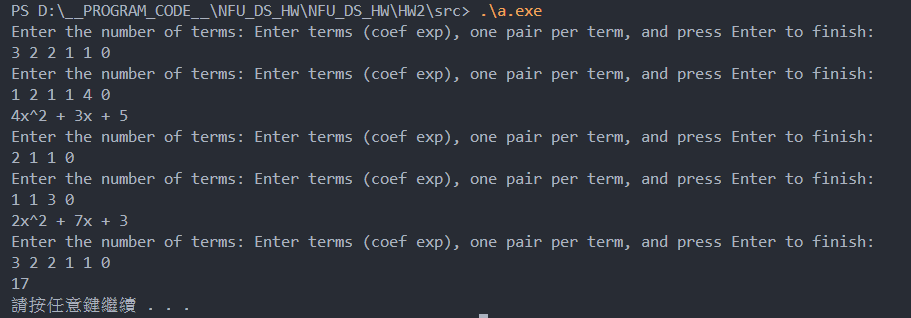 PS D:\__PROGRAM_CODE__\NFU_DS_HW\NFU_DS_HW\HW2\src> .\a.exe
Enter the number of terms: Enter terms (coef exp), one pair per term, and press Enter to finish:
3 2 2 1 1 0
Enter the number of terms: Enter terms (coef exp), one pair per term, and press Enter to finish:
1 2 1 1 4 0
4x^2 + 3x + 5
Enter the number of terms: Enter terms (coef exp), one pair per term, and press Enter to finish:
2 1 1 0
Enter the number of terms: Enter terms (coef exp), one pair per term, and press Enter to finish:
1 1 3 0
2x^2 + 7x + 3
Enter the number of terms: Enter terms (coef exp), one pair per term, and press Enter to finish:
3 2 2 1 1 0
17
請按任意鍵繼續 . . .